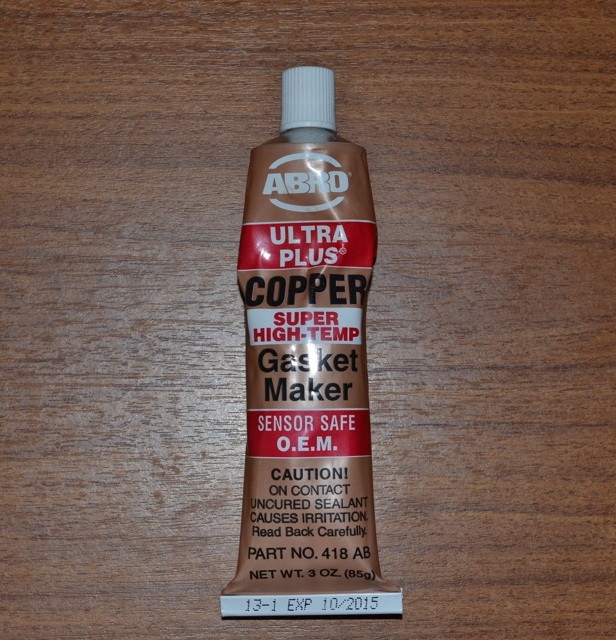 ABRO®
ULTRA
PLUS®
COPPER
SUPER
HIGH-TEMP
Gasket
Maker
SENSOR SAFE
O.E.M.
CAUTION!
ON CONTACT
UNCURED SEALANT
CAUSES IRRITATION.
Read Back Carefully.
PART NO. 418 AB
NET WT. 3 OZ. (85g)
13-1 EXP 10/2015